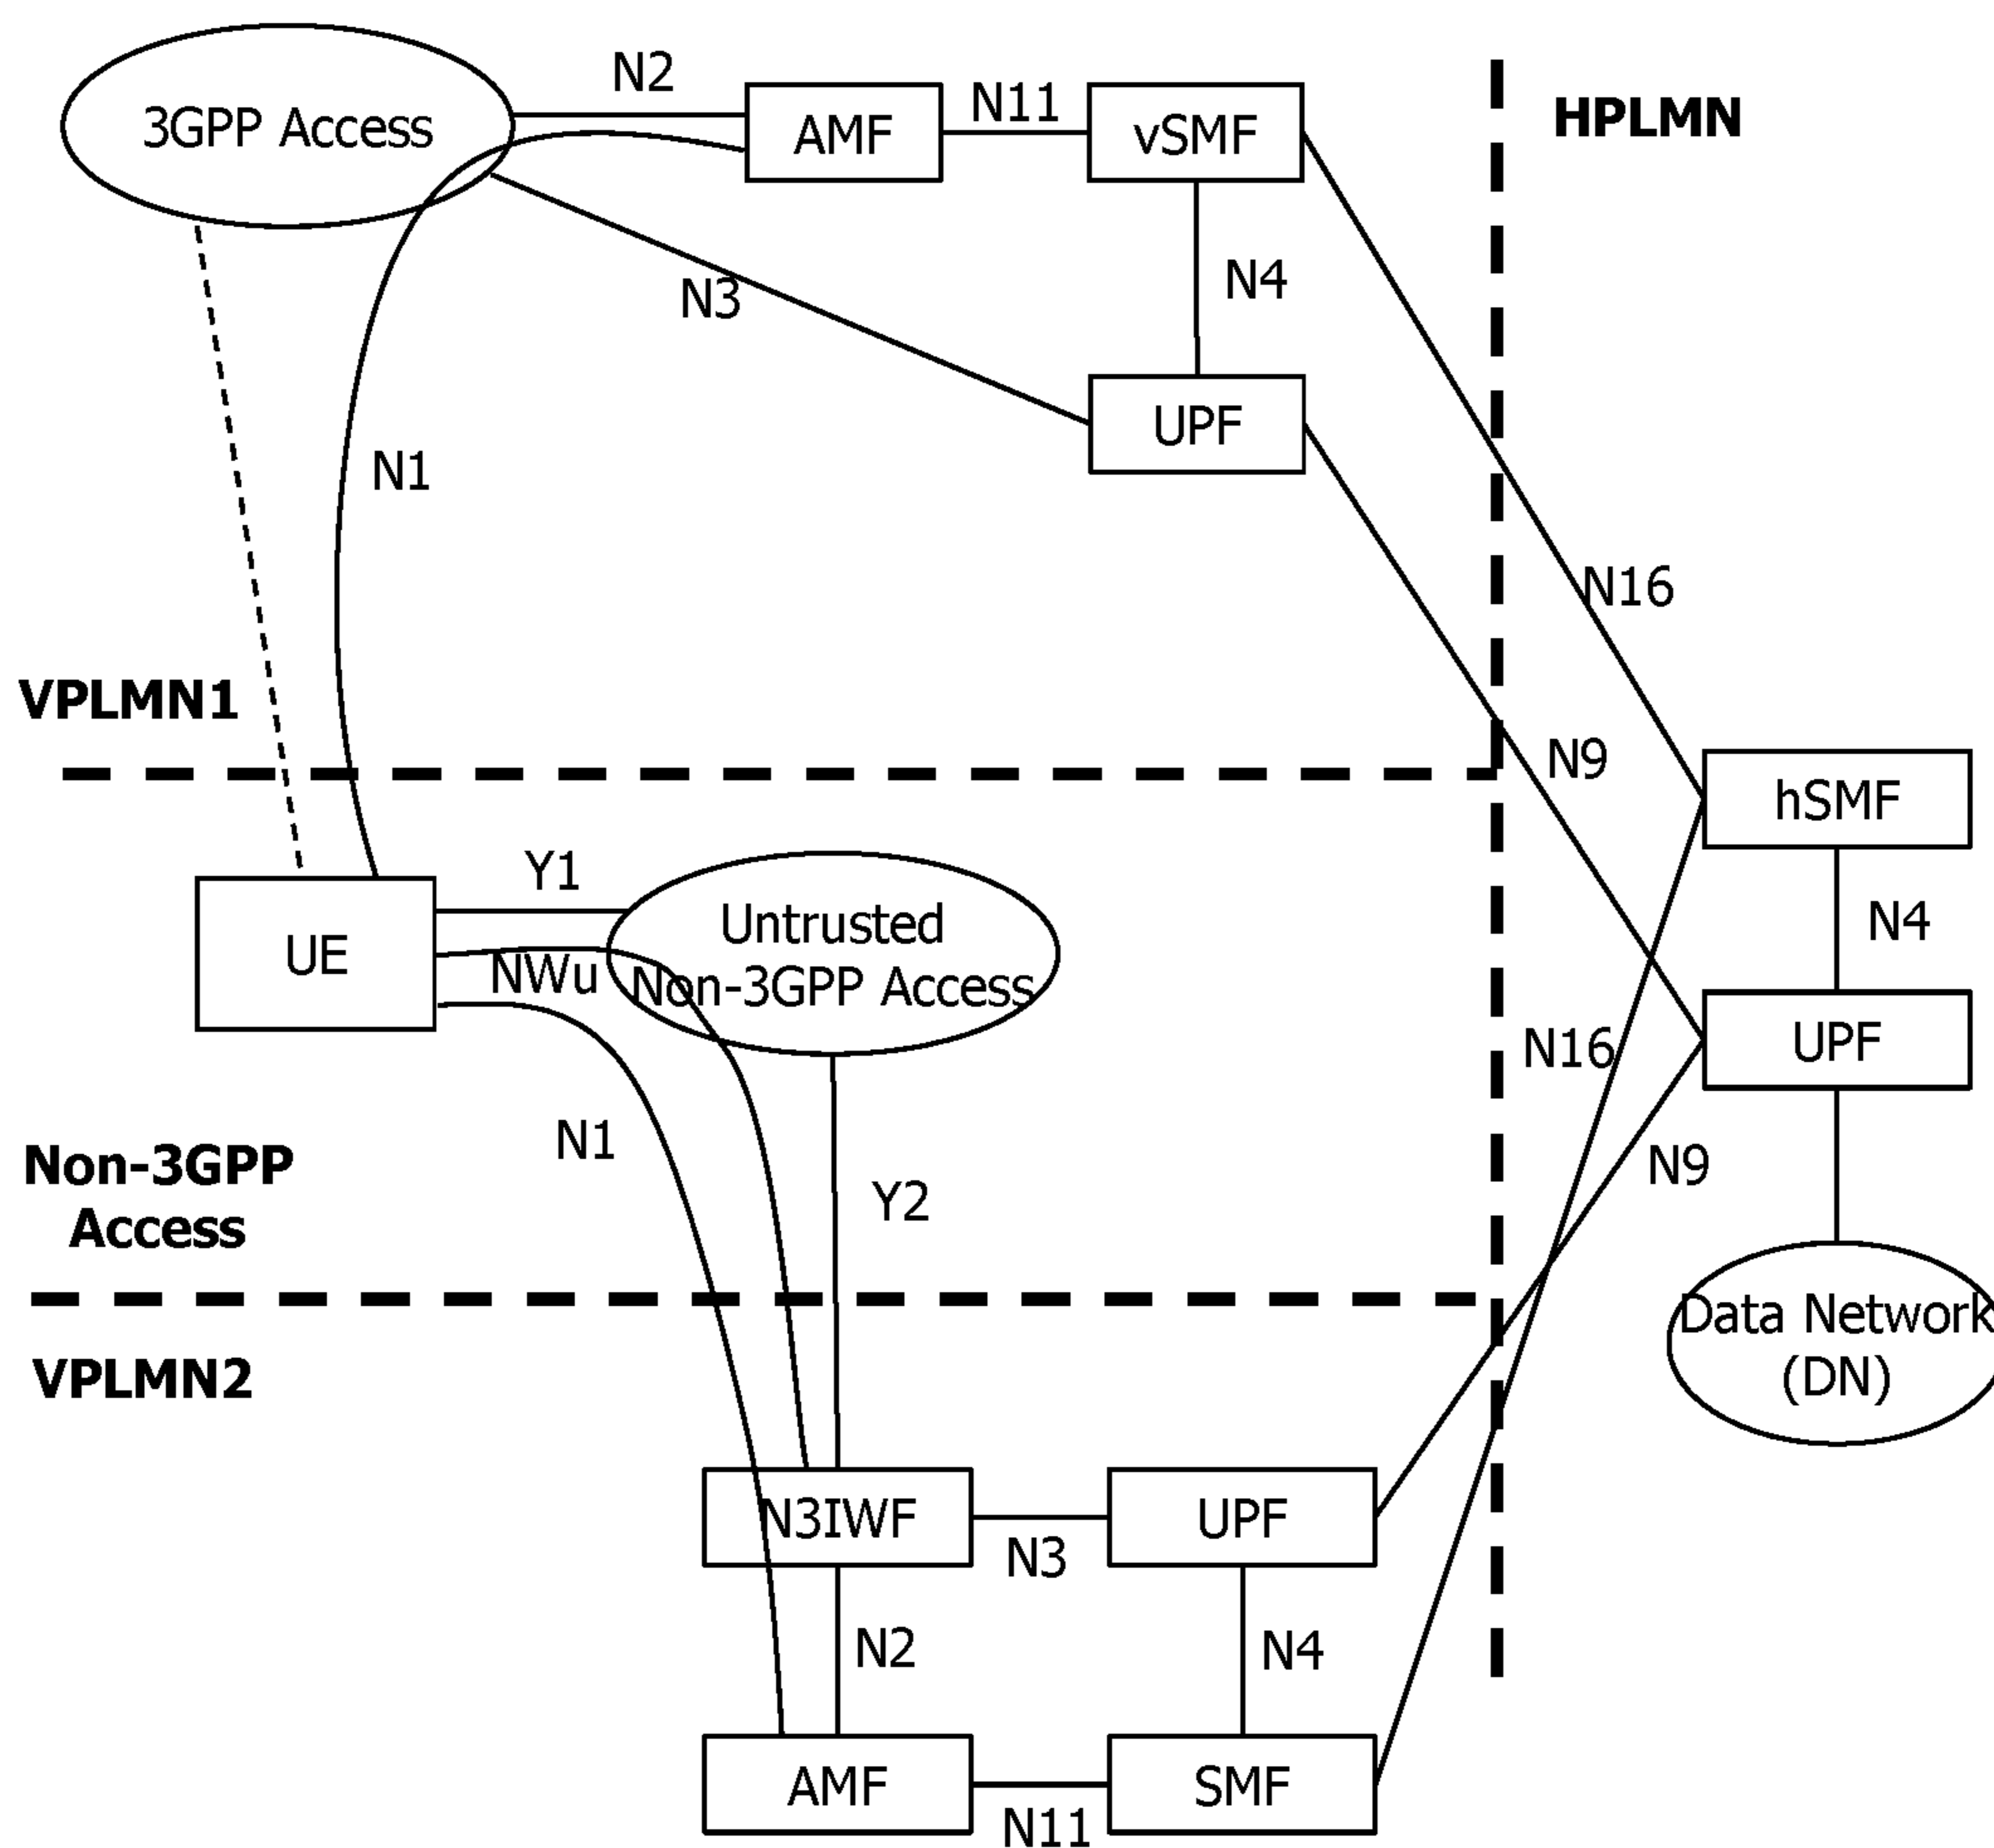 N2
3GPP Access
AMF
N11
vSMF
HPLMN
N3
N4
UPF
N1
N16
VPLMN1
N9
hSMF
Y1
UE
NWu
Untrusted
Non-3GPP Access
N4
N16
UPF
N1
Non-3GPP
Access
Y2
N9
Data Network
(DN)
VPLMN2
N3IWF
N3
UPF
N2
N4
AMF
N11
SMF